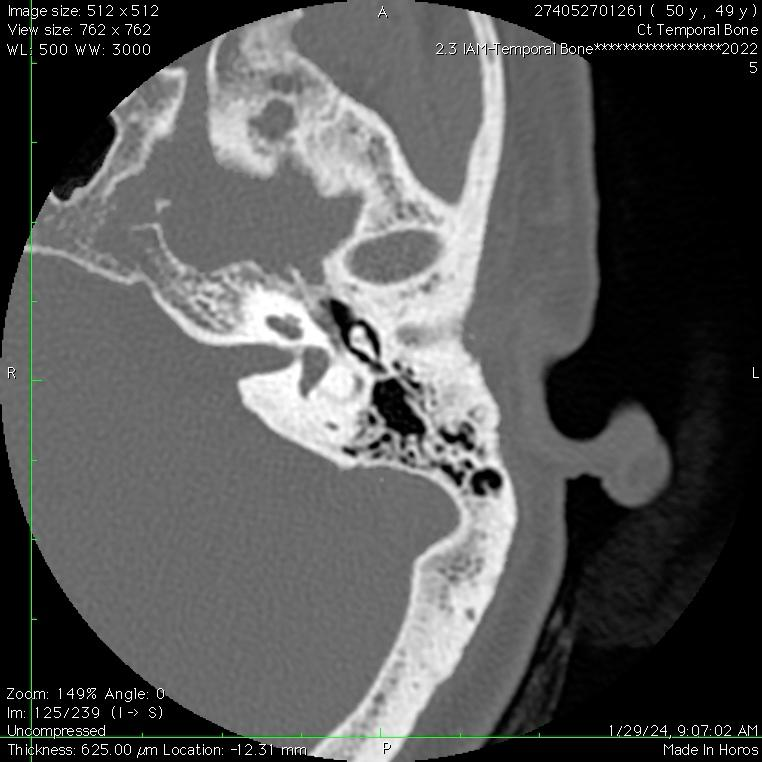 Image size: 512 x 512
View size: 762 x 762
WL: 500 WW: 3000
A
274052701261 ( 50 y , 49 y )
Ct Temporal Bone
2.3 IAM-Temporal Bone******************2022
5
R
L
Zoom: 149% Angle: 0
Im: 125/239 (I -> S)
Uncompressed
Thickness: 625.00 µm Location: -12.31 mm
P
1/29/24, 9:07:02 AM
Made In Horos